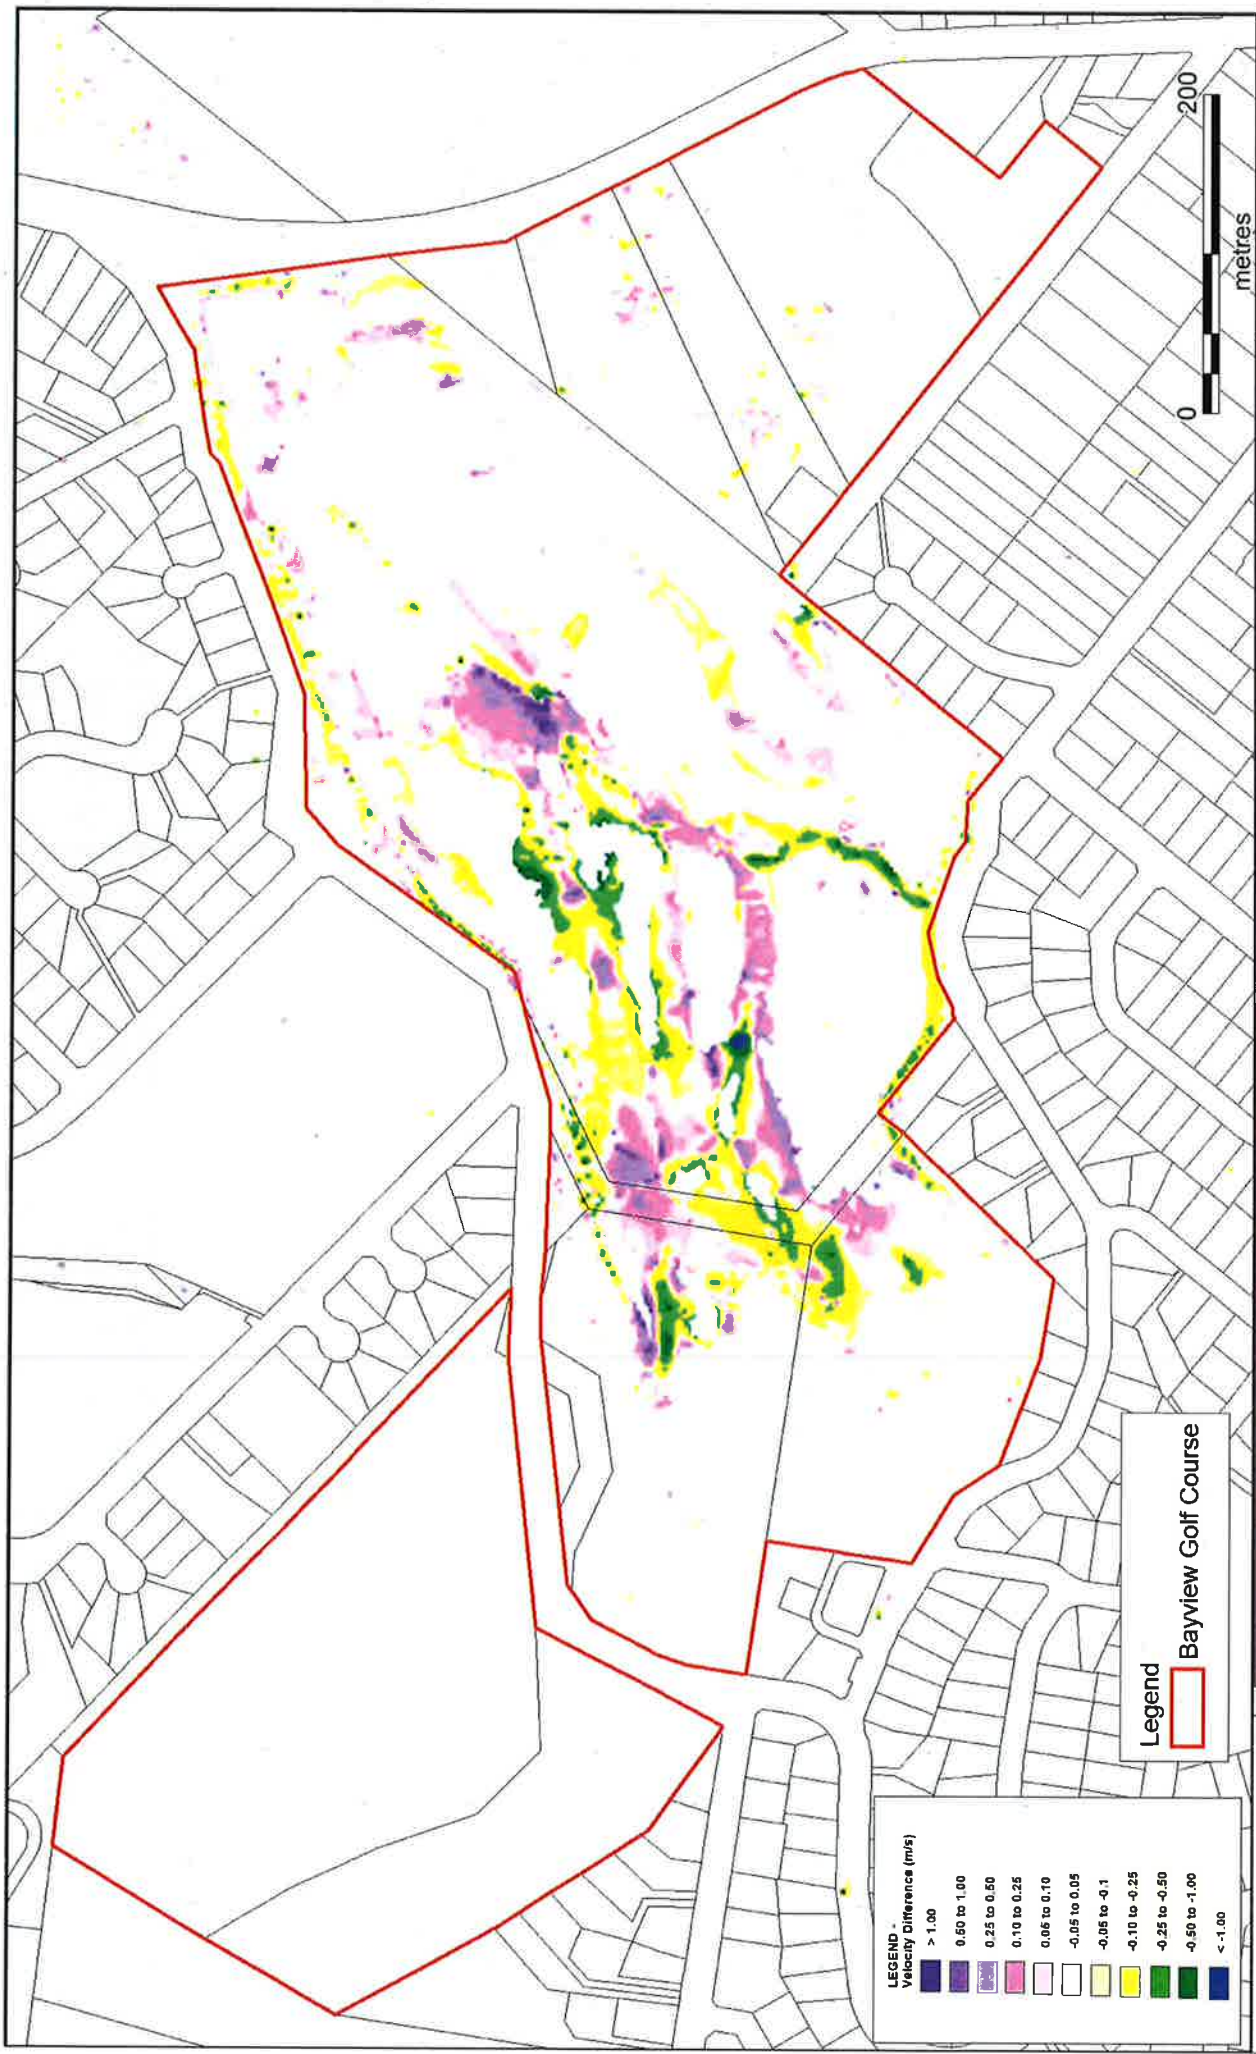 LEGEND -
Velocity Difference (m/s)
> 1.00
0.50 to 1.00
0.25 to 0.50
0.10 to 0.25
0.05 to 0.10
-0.05 to 0.05
-0.05 to -0.1
-0.10 to -0.25
-0.25 to -0.50
-0.50 to -1.00
< -1.00
Legend
Bayview Golf Course
0
200
metres